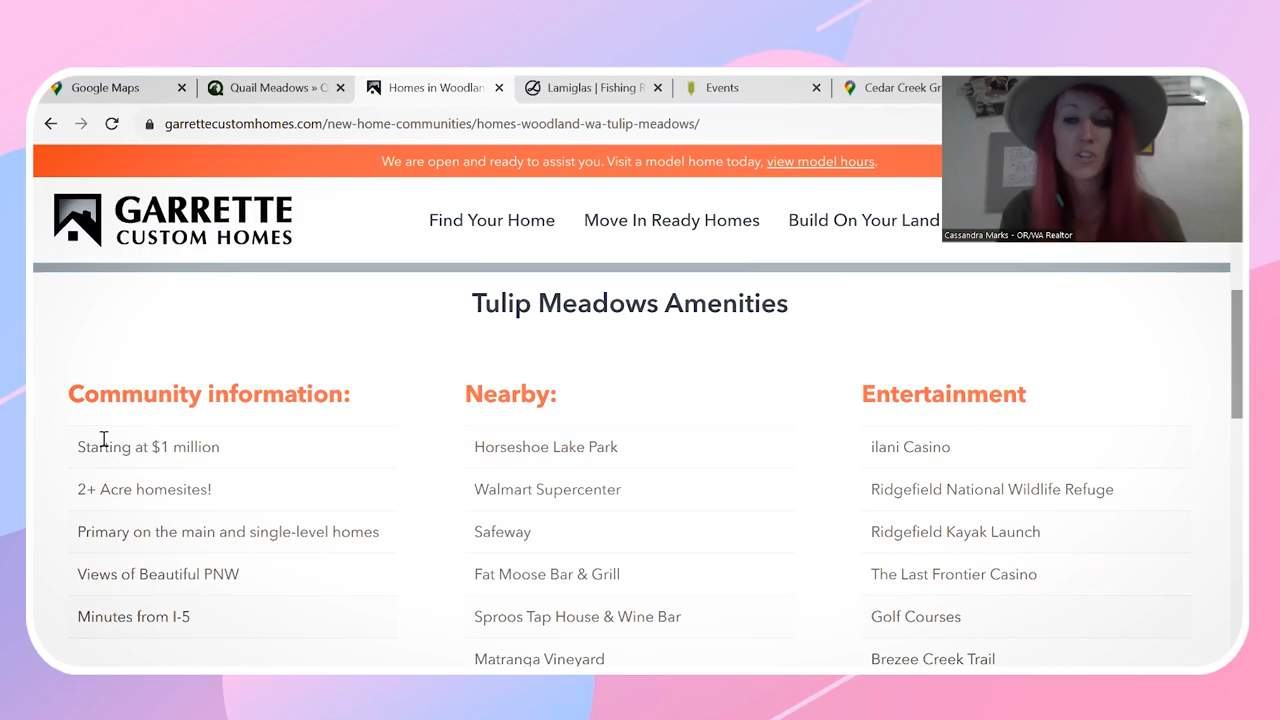 Google Maps
Quail Meadows » Q
Homes in Woodlan
Lamiglas | Fishing R
Events
Cedar Creek Gr
garrettecustomhomes.com/new-home-communities/homes-woodland-wa-tulip-meadows/
We are open and ready to assist you. Visit a model home today, view model hours.
GARRETTE
CUSTOM HOMES
Find Your Home
Move In Ready Homes
Build On Your Land
Cassandra Marks - OR/WA Realtor
Tulip Meadows Amenities
Community information:
Starting at $1 million
2+ Acre homesites!
Primary on the main and single-level homes
Views of Beautiful PNW
Minutes from I-5
Nearby:
Horseshoe Lake Park
Walmart Supercenter
Safeway
Fat Moose Bar & Grill
Sproos Tap House & Wine Bar
Matranga Vineyard
Entertainment
ilani Casino
Ridgefield National Wildlife Refuge
Ridgefield Kayak Launch
The Last Frontier Casino
Golf Courses
Brezee Creek Trail